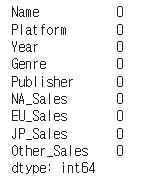 Name 0
Platform 0
Year 0
Genre 0
Publisher 0
NA_Sales 0
EU_Sales 0
JP_Sales 0
Other_Sales 0
dtype: int64